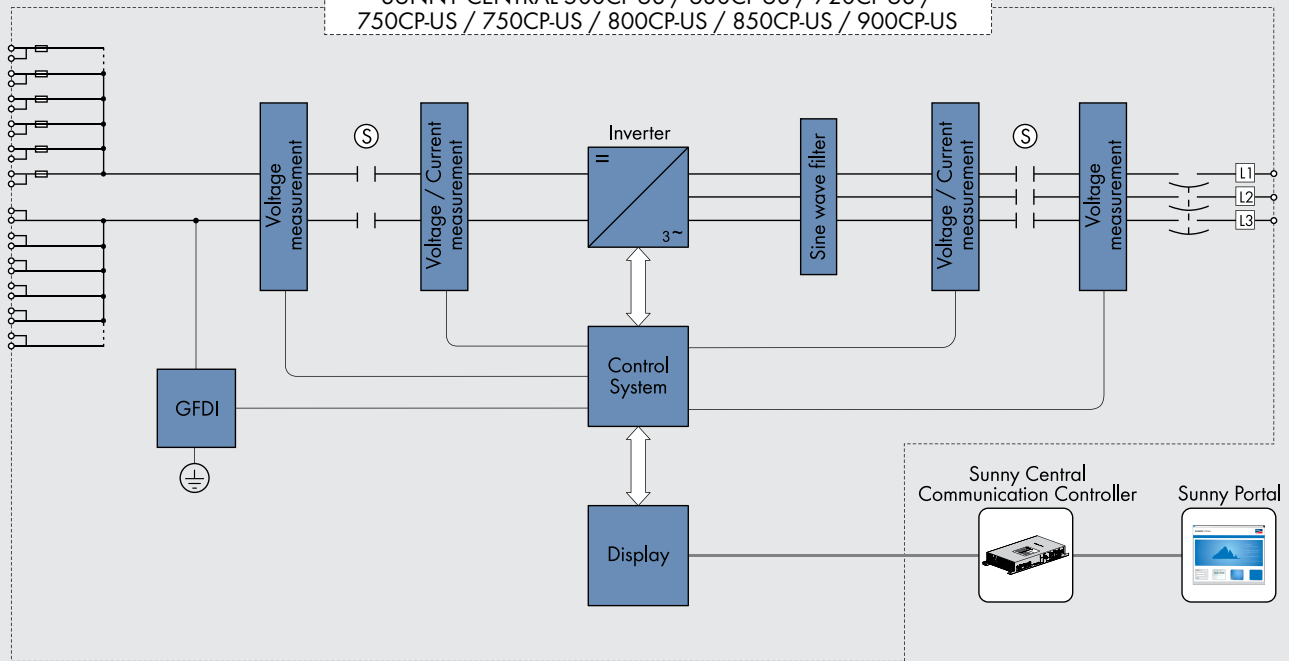 750CP-US / 750CP-US / 800CP-US / 850CP-US / 900CP-US
S
S
Inverter
=
3~
Voltage
measurement
Voltage / Current
measurement
Sine wave filter
Voltage / Current
measurement
Voltage
measurement
L1
L2
L3
Control
System
GFDI
Display
Sunny Central
Communication Controller
Sunny Portal